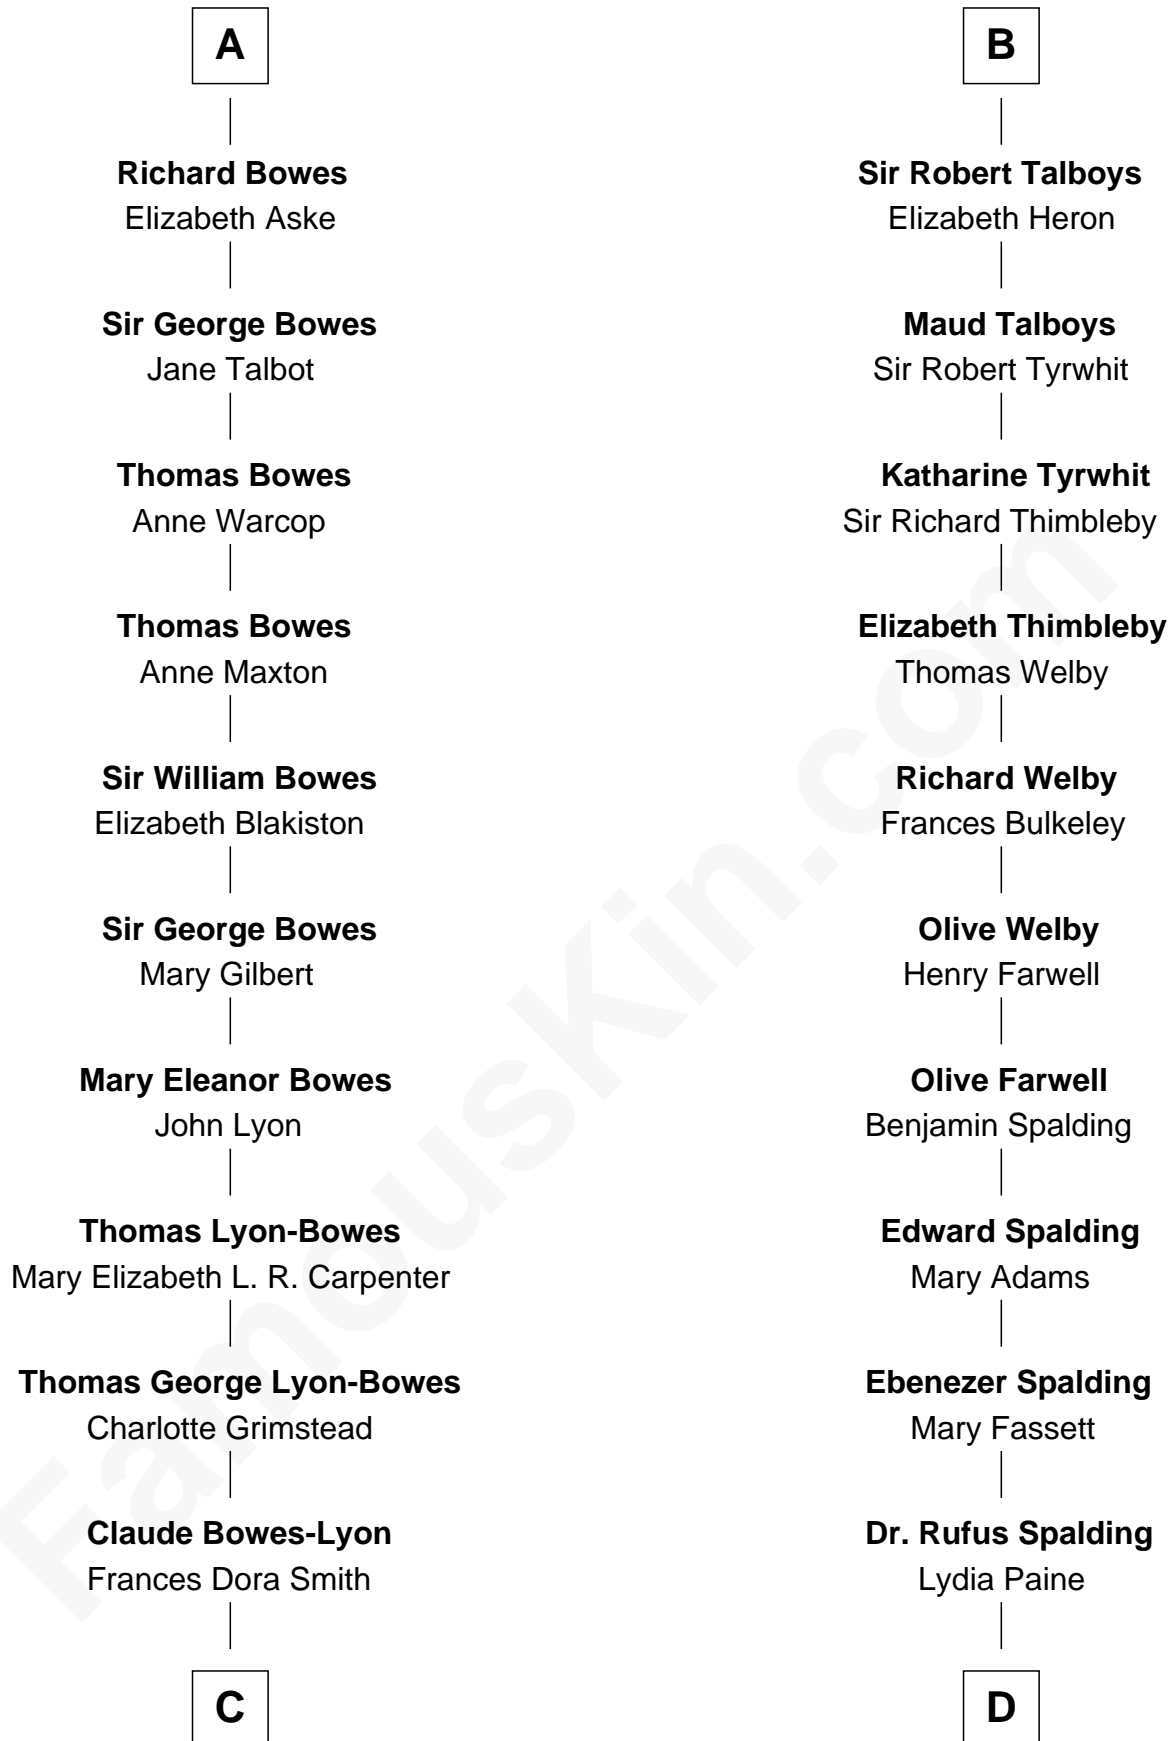 A
Richard Bowes
Elizabeth Aske
Sir George Bowes
Jane Talbot
Thomas Bowes
Anne Warcop
Thomas Bowes
Anne Maxton
Sir William Bowes
Elizabeth Blakiston
Sir George Bowes
Mary Gilbert
Mary Eleanor Bowes
John Lyon
Thomas Lyon-Bowes
Mary Elizabeth L. R. Carpenter
Thomas George Lyon-Bowes
Charlotte Grimstead
Claude Bowes-Lyon
Frances Dora Smith
C
B
Sir Robert Talboys
Elizabeth Heron
Maud Talboys
Sir Robert Tyrwhit
Katharine Tyrwhit
Sir Richard Thimbleby
Elizabeth Thimbleby
Thomas Welby
Richard Welby
Frances Bulkeley
Olive Welby
Henry Farwell
Olive Farwell
Benjamin Spalding
Edward Spalding
Mary Adams
Ebenezer Spalding
Mary Fassett
Dr. Rufus Spalding
Lydia Paine
D
FamousKin.com